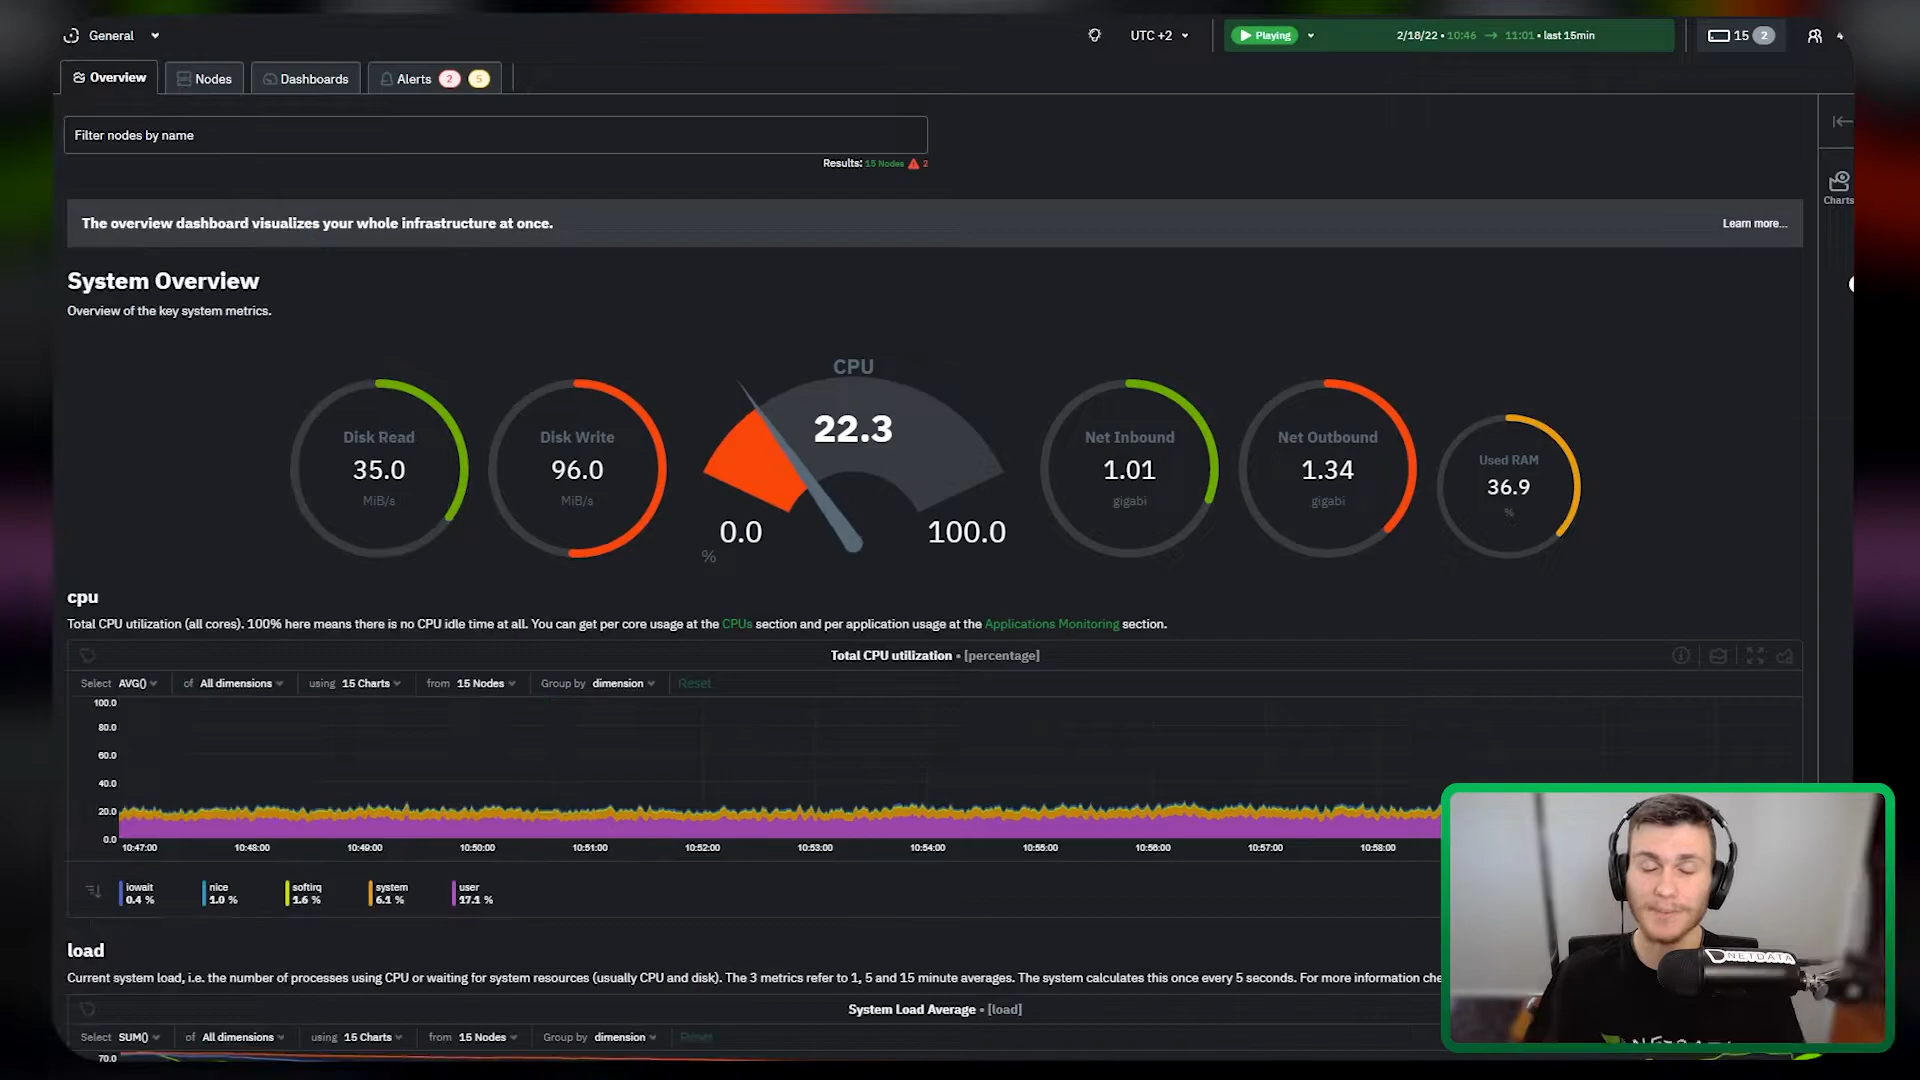 General
UTC +2
Playing
2/18/22 • 10:46 → 11:01 • last 15min
15 2
4
Overview
Nodes
Dashboards
Alerts 2 5
Filter nodes by name
Results: 15 Nodes 2
Charts
The overview dashboard visualizes your whole infrastructure at once.
Learn more...
System Overview
Overview of the key system metrics.
Disk Read
35.0
MiB/s
Disk Write
96.0
MiB/s
CPU
22.3
0.0
100.0
%
Net Inbound
1.01
gigabi
Net Outbound
1.34
gigabi
Used RAM
36.9
%
cpu
Total CPU utilization (all cores). 100% here means there is no CPU idle time at all. You can get per core usage at the CPUs section and per application usage at the Applications Monitoring section.
Total CPU utilization • [percentage]
Select AVG() of All dimensions using 15 Charts from 15 Nodes Group by dimension Reset
100.0
80.0
60.0
40.0
20.0
0.0
10:47:00 10:48:00 10:49:00 10:50:00 10:51:00 10:52:00 10:53:00 10:54:00 10:55:00 10:56:00 10:57:00 10:58:00
iowait nice softirq system user
0.4 % 1.0 % 1.6 % 6.1 % 17.1 %
load
Current system load, i.e. the number of processes using CPU or waiting for system resources (usually CPU and disk). The 3 metrics refer to 1, 5 and 15 minute averages. The system calculates this once every 5 seconds. For more information che
System Load Average • [load]
Select SUM() of All dimensions using 15 Charts from 15 Nodes Group by dimension Reset
70.0
NETDATA
NETDATA